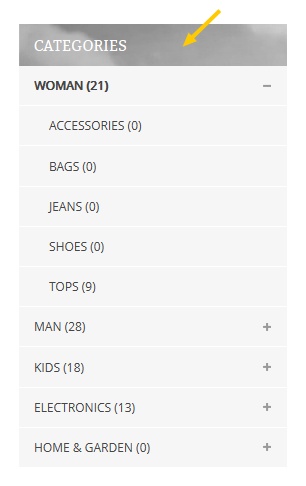 CATEGORIES
WOMAN (21)
ACCESSORIES (0)
BAGS (0)
JEANS (0)
SHOES (0)
TOPS (9)
MAN (28)
KIDS (18)
ELECTRONICS (13)
HOME & GARDEN (0)